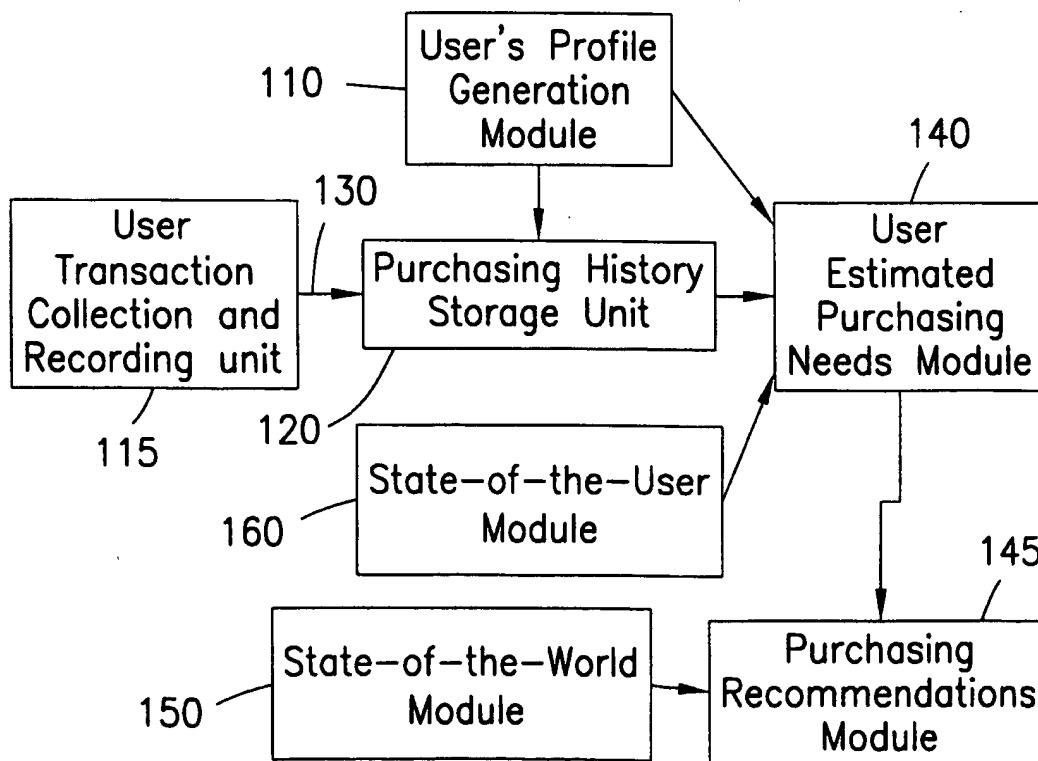 User's Profile
Generation
Module
110
140
130
User
Transaction
Collection and
Recording unit
Purchasing History
Storage Unit
User
Estimated
Purchasing
Needs Module
115
120
State-of-the-User
Module
160
145
State-of-the-World
Module
150
Purchasing
Recommendations
Module